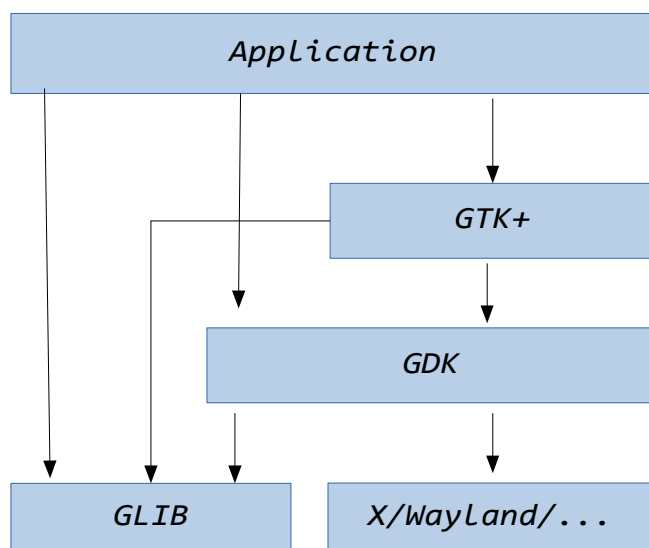 Application
GTK+
GDK
GLIB
X/Wayland/...